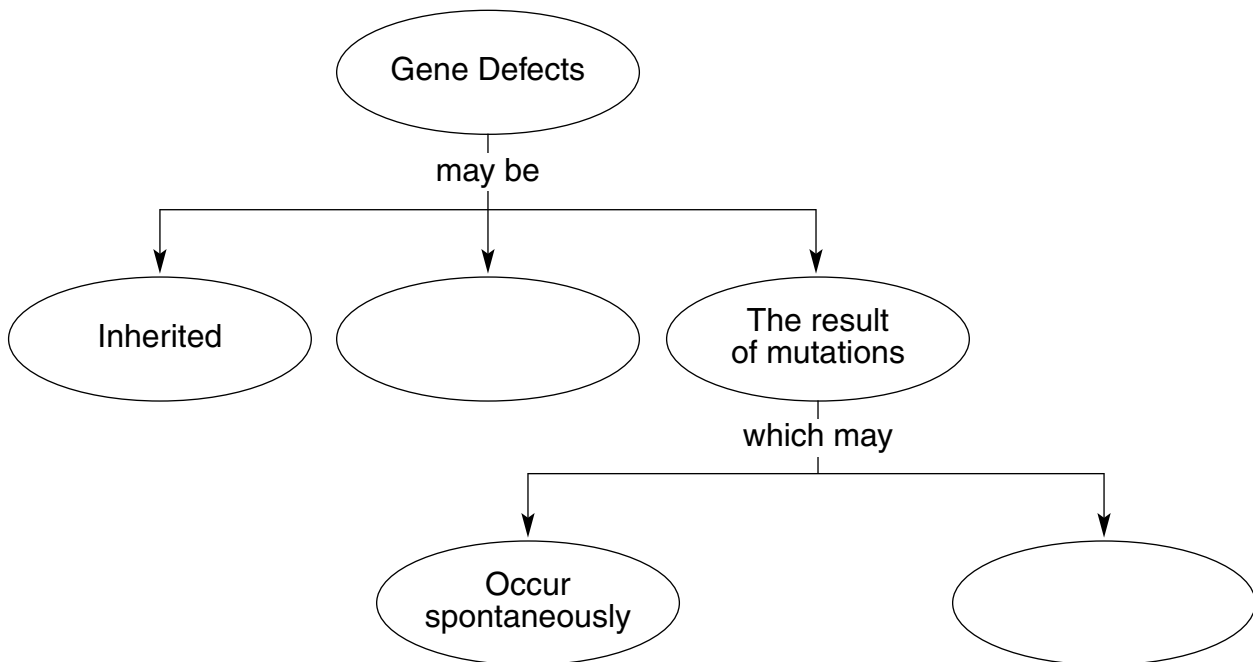 Gene Defects
may be
Inherited
The result
of mutations
which may
Occur
spontaneously